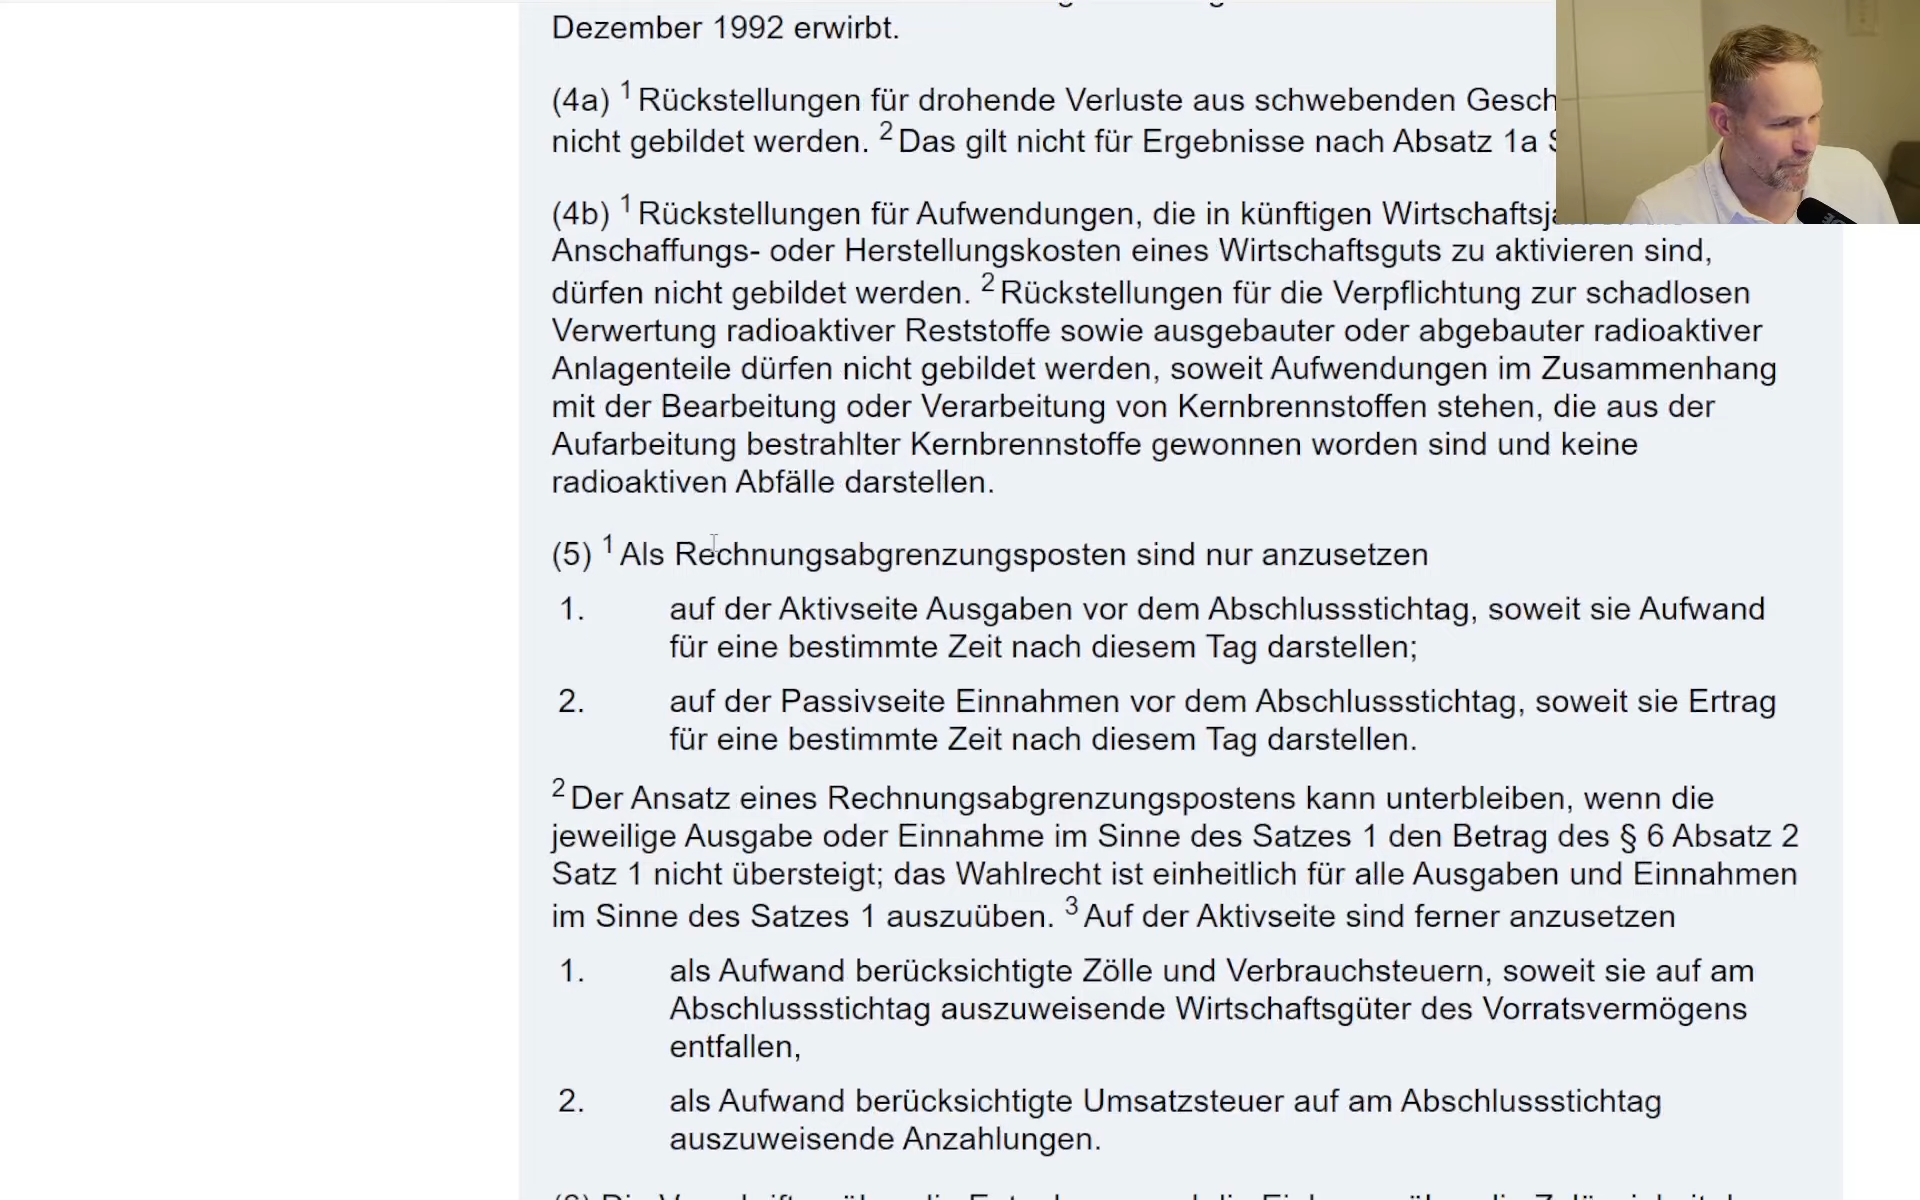 Dezember 1992 erwirbt.
(4a) 1 Rückstellungen für drohende Verluste aus schwebenden Gesch
nicht gebildet werden. 2 Das gilt nicht für Ergebnisse nach Absatz 1a
(4b) 1 Rückstellungen für Aufwendungen, die in künftigen
Anschaffungs- oder Herstellungskosten eines Wirtschaftsguts zu aktivieren sind,
dürfen nicht gebildet werden. 2 Rückstellungen für die Verpflichtung zur schadlosen
Verwertung radioaktiver Reststoffe sowie ausgebauter oder abgebauter radioaktiver
Anlagenteile dürfen nicht gebildet werden, soweit Aufwendungen im Zusammenhang
mit der Bearbeitung oder Verarbeitung von Kernbrennstoffen stehen, die aus der
Aufarbeitung bestrahlter Kernbrennstoffe gewonnen worden sind und keine
radioaktiven Abfälle darstellen.
(5) 1 Als Rechnungsabgrenzungsposten sind nur anzusetzen
1. auf der Aktivseite Ausgaben vor dem Abschlussstichtag, soweit sie Aufwand
für eine bestimmte Zeit nach diesem Tag darstellen;
2. auf der Passivseite Einnahmen vor dem Abschlussstichtag, soweit sie Ertrag
für eine bestimmte Zeit nach diesem Tag darstellen.
2 Der Ansatz eines Rechnungsabgrenzungspostens kann unterbleiben, wenn die
jeweilige Ausgabe oder Einnahme im Sinne des Satzes 1 den Betrag des § 6 Absatz 2
Satz 1 nicht übersteigt; das Wahlrecht ist einheitlich für alle Ausgaben und Einnahmen
im Sinne des Satzes 1 auszuüben. 3 Auf der Aktivseite sind ferner anzusetzen
1. als Aufwand berücksichtigte Zölle und Verbrauchsteuern, soweit sie auf am
Abschlussstichtag auszuweisende Wirtschaftsgüter des Vorratsvermögens
entfallen,
2. als Aufwand berücksichtigte Umsatzsteuer auf am Abschlussstichtag
auszuweisende Anzahlungen.